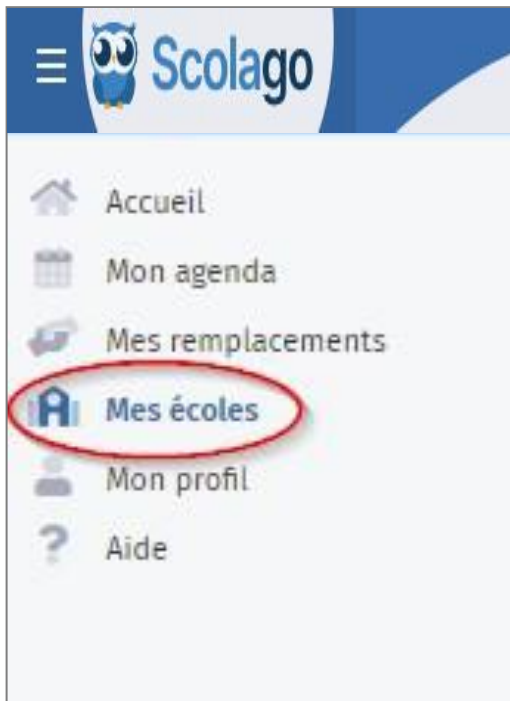 Scolago
Accueil
Mon agenda
Mes remplacements
Mes écoles
Mon profil
Aide